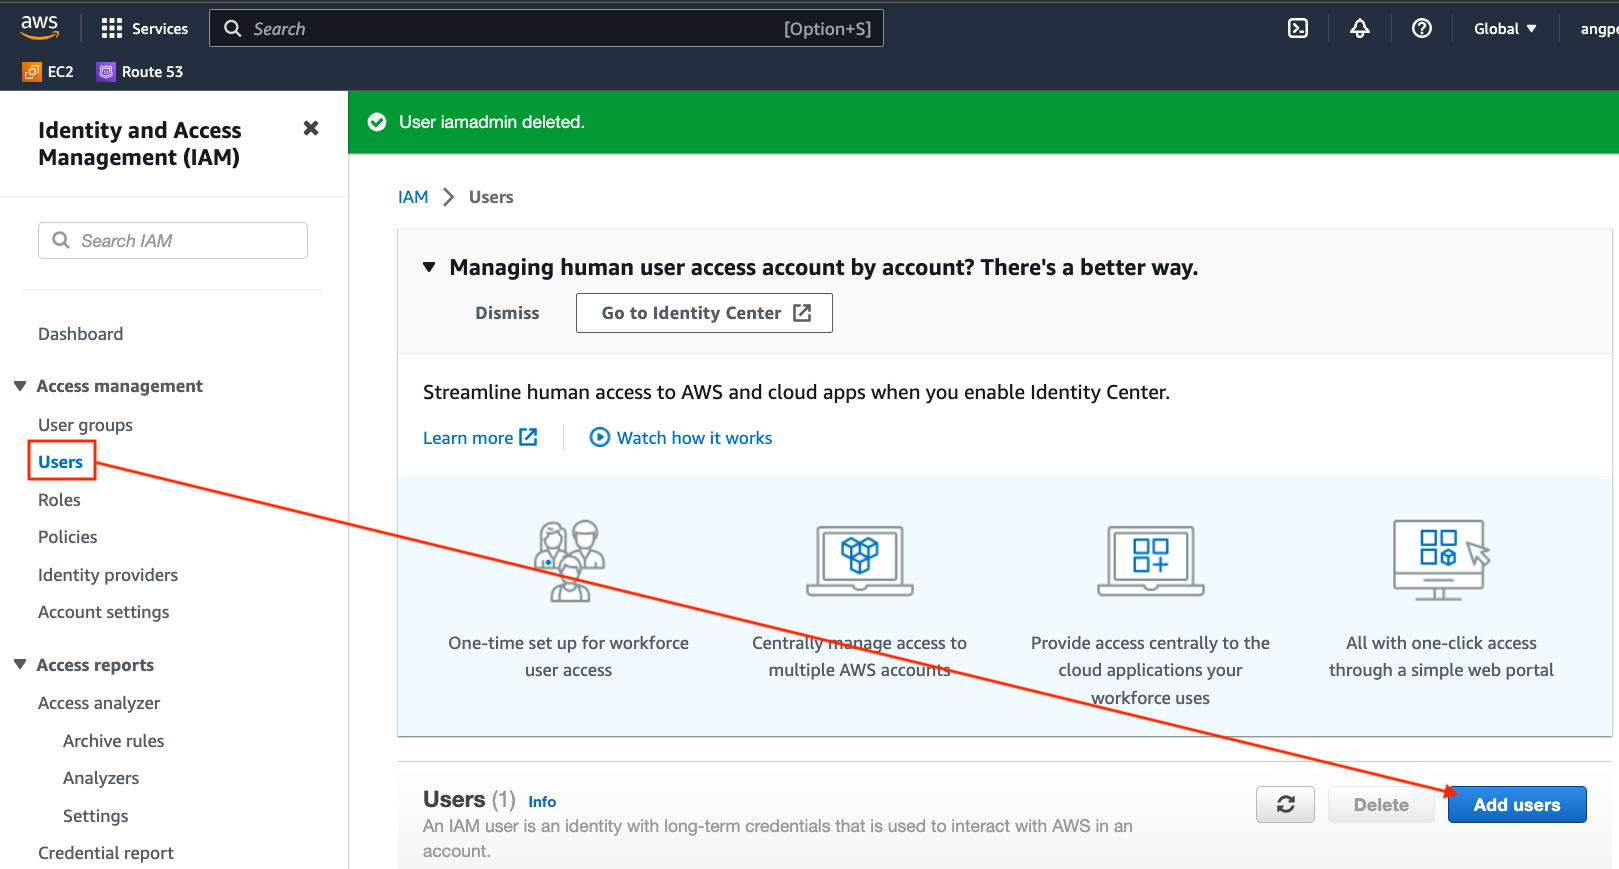 aws
Services
Search
[Option+S]
Global
angpe
EC2
Route 53
Identity and Access
Management (IAM)
Search IAM
Dashboard
Access management
User groups
Users
Roles
Policies
Identity providers
Account settings
Access reports
Access analyzer
Archive rules
Analyzers
Settings
Credential report
User iamadmin deleted.
IAM
Users
Managing human user access account by account? There's a better way.
Dismiss
Go to Identity Center
Streamline human access to AWS and cloud apps when you enable Identity Center.
Learn more
Watch how it works
One-time set up for workforce
user access
Centrally manage access to
multiple AWS accounts
Provide access centrally to the
cloud applications your
workforce uses
All with one-click access
through a simple web portal
Users (1) Info
An IAM user is an identity with long-term credentials that is used to interact with AWS in an
account.
Delete
Add users